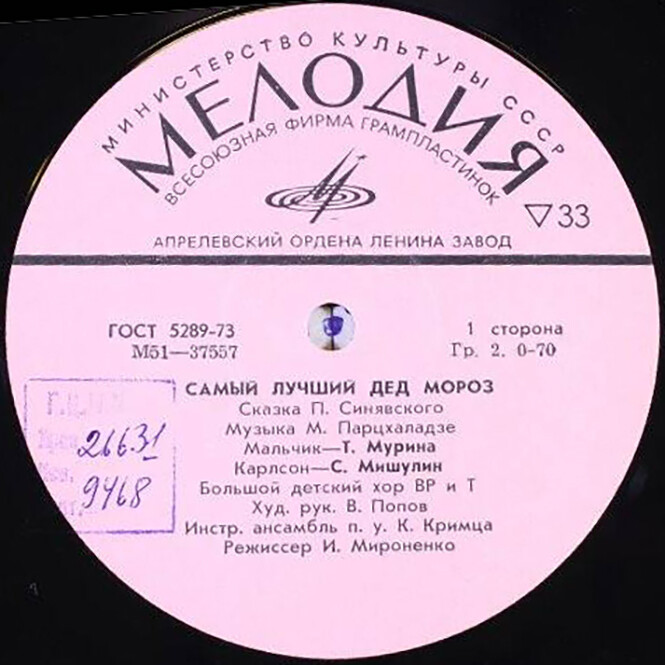 МИНИСТЕРСТВО КУЛЬТУРЫ СССР
МЕЛОДИЯ
ВСЕСОЮЗНАЯ ФИРМА ГРАМПЛАСТИНОК
33
АПРЕЛЕВСКИЙ ОРДЕНА ЛЕНИНА ЗАВОД
ГОСТ 5289-73
М51—37557
1 сторона
Гр. 2. 0-70
САМЫЙ ЛУЧШИЙ ДЕД МОРОЗ
Сказка П. Синявского
Музыка М. Парцхаладзе
Мальчик—Т. Мурина
Карлсон—С. Мишулин
Большой детский хор ВР и Т
Худ. рук. В. Попов
Инстр. ансамбль п. у. К. Кримца
Режиссер И. Мироненко
26631
9468